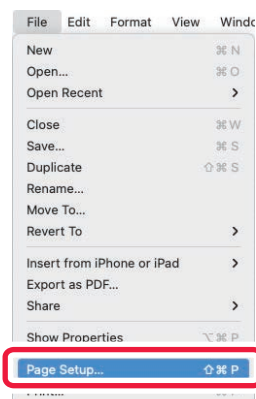 File Edit Format View
New ⌘ N
Open... ⌘ O
Open Recent >
Close ⌘ W
Save... ⌘ S
Duplicate ⇧ ⌘ S
Rename...
Move To...
Revert To >
Insert from iPhone or iPad >
Export as PDF...
Share >
Show Properties ⌥ ⌘ P
Page Setup... ⇧ ⌘ P